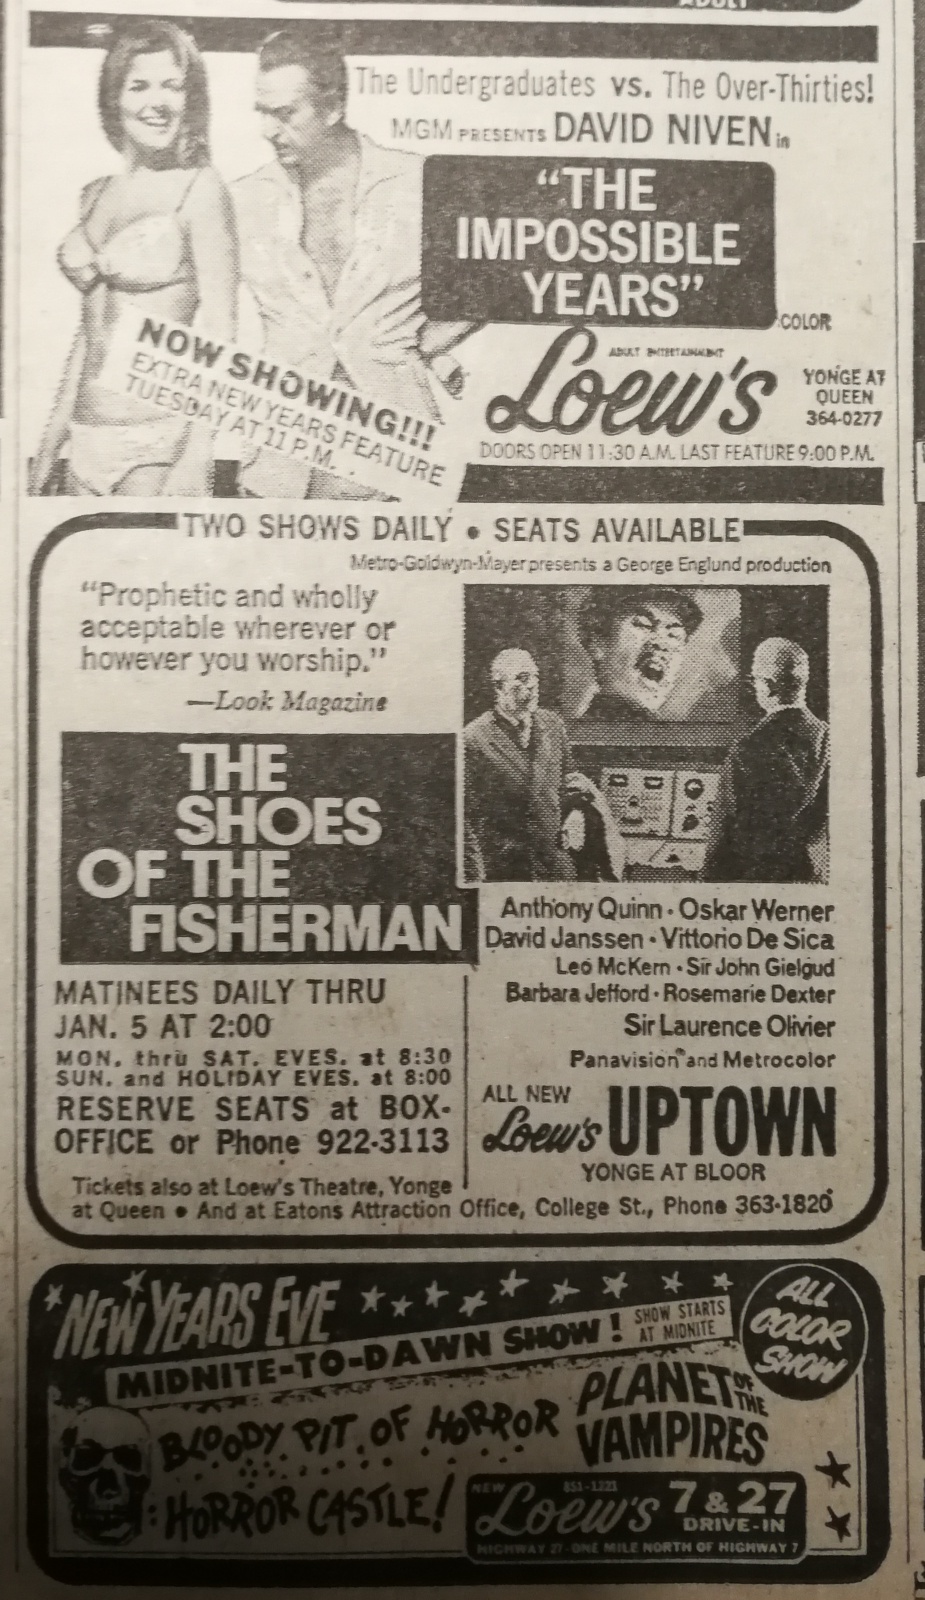 ADULT
The Undergraduates vs. The Over-Thirties!
MGM PRESENTS DAVID NIVEN in
"THE
IMPOSSIBLE
YEARS"
COLOR
NOW SHOWING!!!
EXTRA NEW YEARS FEATURE
TUESDAY AT 11 P.M. . .
ADULT ENTERTAINMENT
Loew's
YONGE AT
QUEEN
364-0277
DOORS OPEN 11:30 A.M. LAST FEATURE 9:00 P.M.
TWO SHOWS DAILY • SEATS AVAILABLE
Metro-Goldwyn-Mayer presents a George Englund production
"Prophetic and wholly
acceptable wherever or
however you worship."
—Look Magazine
THE
SHOES
OF THE
FISHERMAN
Anthony Quinn · Oskar Werner
David Janssen · Vittorio De Sica
Leo McKern · Sir John Gielgud
Barbara Jefford · Rosemarie Dexter
Sir Laurence Olivier
Panavision® and Metrocolor
MATINEES DAILY THRU
JAN. 5 AT 2:00
MON. thru SAT. EVES. at 8:30
SUN. and HOLIDAY EVES. at 8:00
RESERVE SEATS at BOX-
OFFICE or Phone 922-3113
ALL NEW
Loew's UPTOWN
YONGE AT BLOOR
Tickets also at Loew's Theatre, Yonge
at Queen • And at Eatons Attraction Office, College St., Phone 363-1820
NEW YEARS EVE
MIDNITE-TO-DAWN SHOW!
SHOW STARTS
AT MIDNITE
ALL
COLOR
SHOW
BLOODY PIT OF HORROR
PLANET OF THE
VAMPIRES
HORROR CASTLE!
NEW 851-1221
Loew's 7 & 27
DRIVE-IN
HIGHWAY 27-ONE MILE NORTH OF HIGHWAY 7